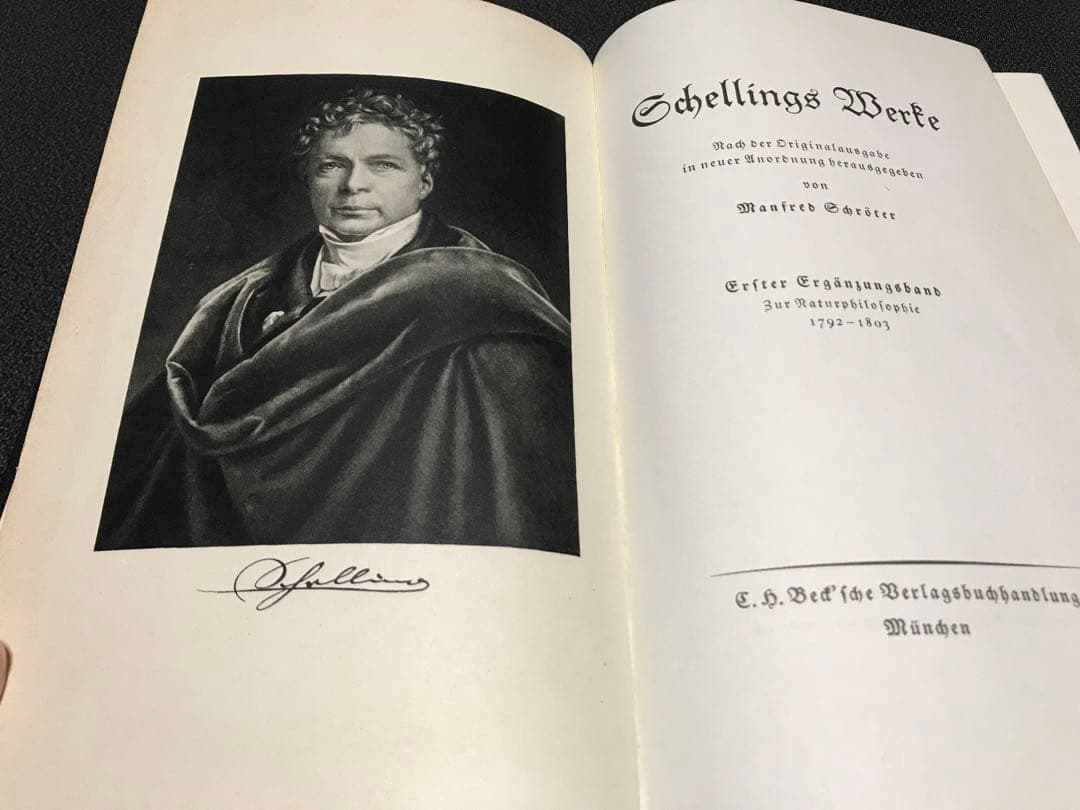 Schelling
Schellings Werke
Nach der Originalausgabe
in neuer Anordnung herausgegeben
von
Manfred Schröter
Erſter Ergänzungsband
Zur Naturphiloſophie
1792–1803
C. H. Beck'ſche Verlagsbuchhandlung
München